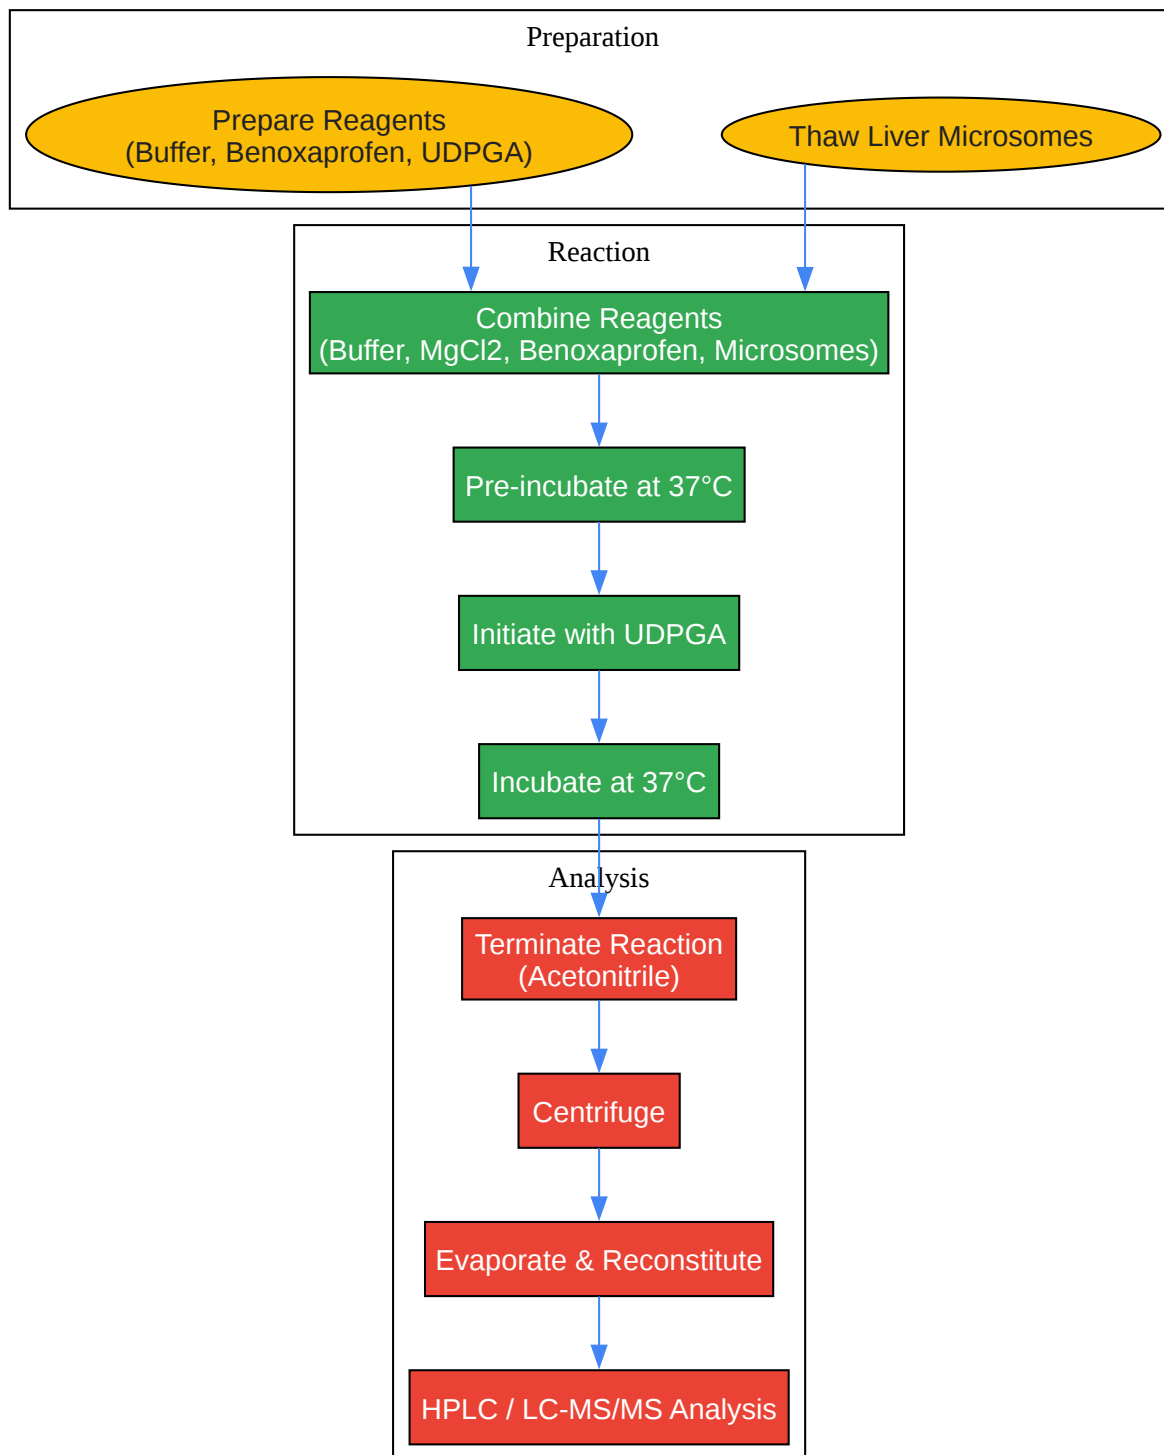 Preparation
Prepare Reagents
(Buffer, Benoxaprofen, UDPGA)
Thaw Liver Microsomes
Reaction
Combine Reagents
(Buffer, MgCl2, Benoxaprofen, Microsomes)
Pre-incubate at 37°C
Initiate with UDPGA
Incubate at 37°C
Analysis
Terminate Reaction
(Acetonitrile)
Centrifuge
Evaporate & Reconstitute
HPLC / LC-MS/MS Analysis